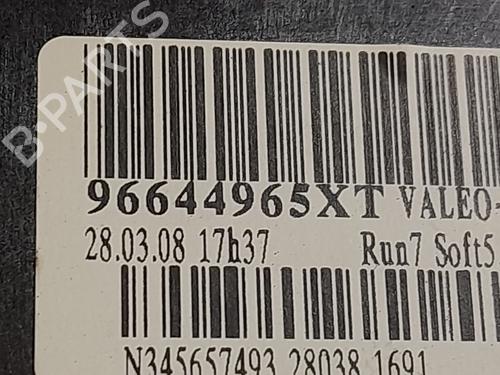 96644965XT VALEO
28.03.08 17h37 Run7 Soft5
N345657493 28038 1691
B-PARTS